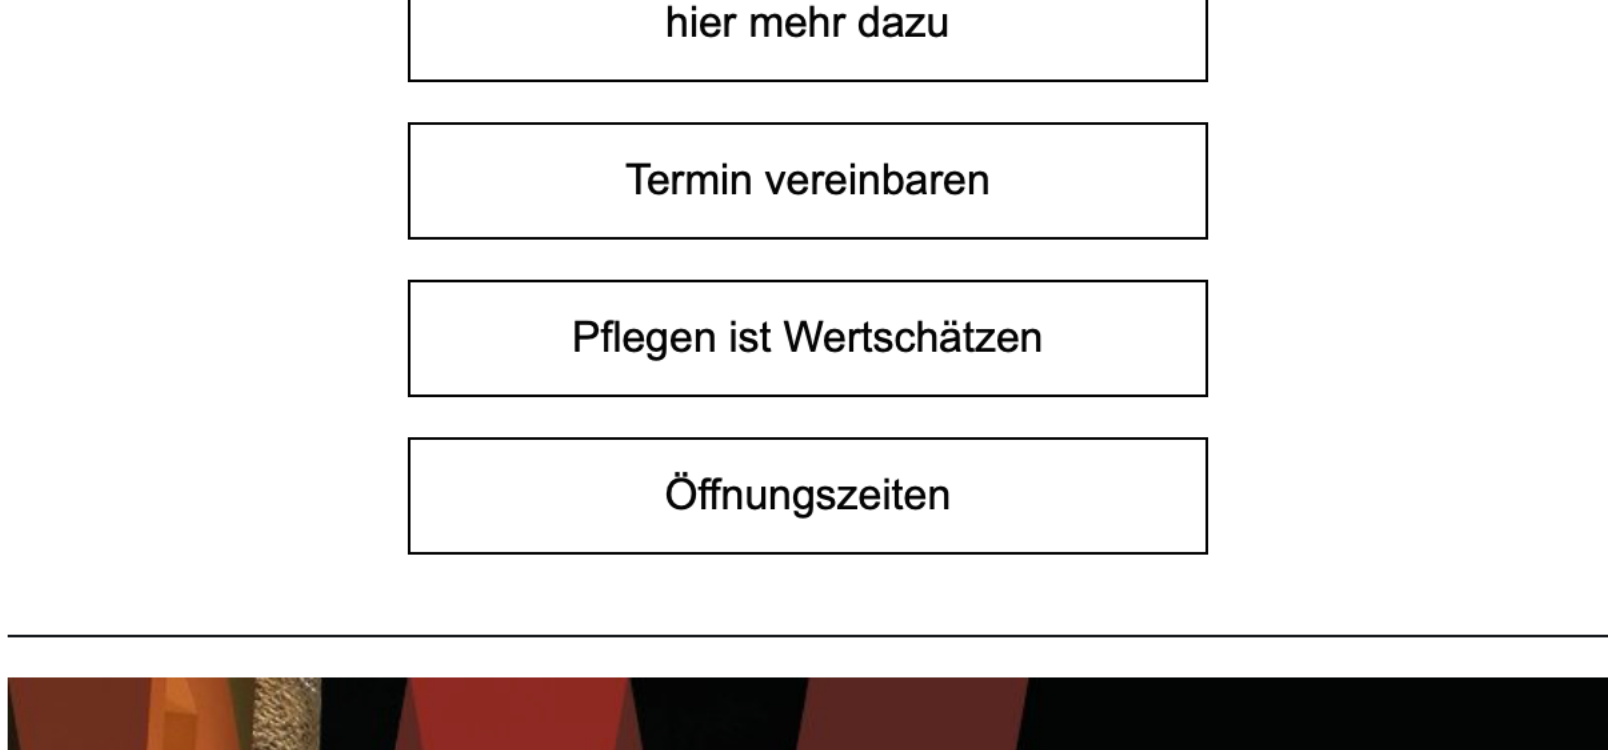 hier mehr dazu
Termin vereinbaren
Pflegen ist Wertschätzen
Öffnungszeiten